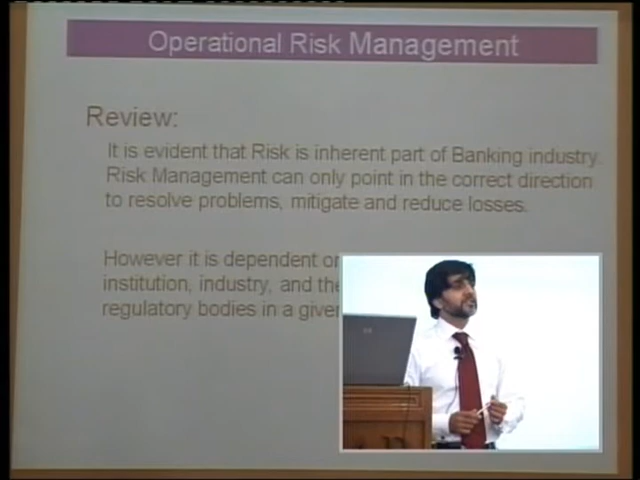 Operational Risk Management
Review:
It is evident that Risk is inherent part of Banking industry.
Risk Management can only point in the correct direction
to resolve problems, mitigate and reduce losses.
However it is dependent on
institution, industry, and the
regulatory bodies in a given